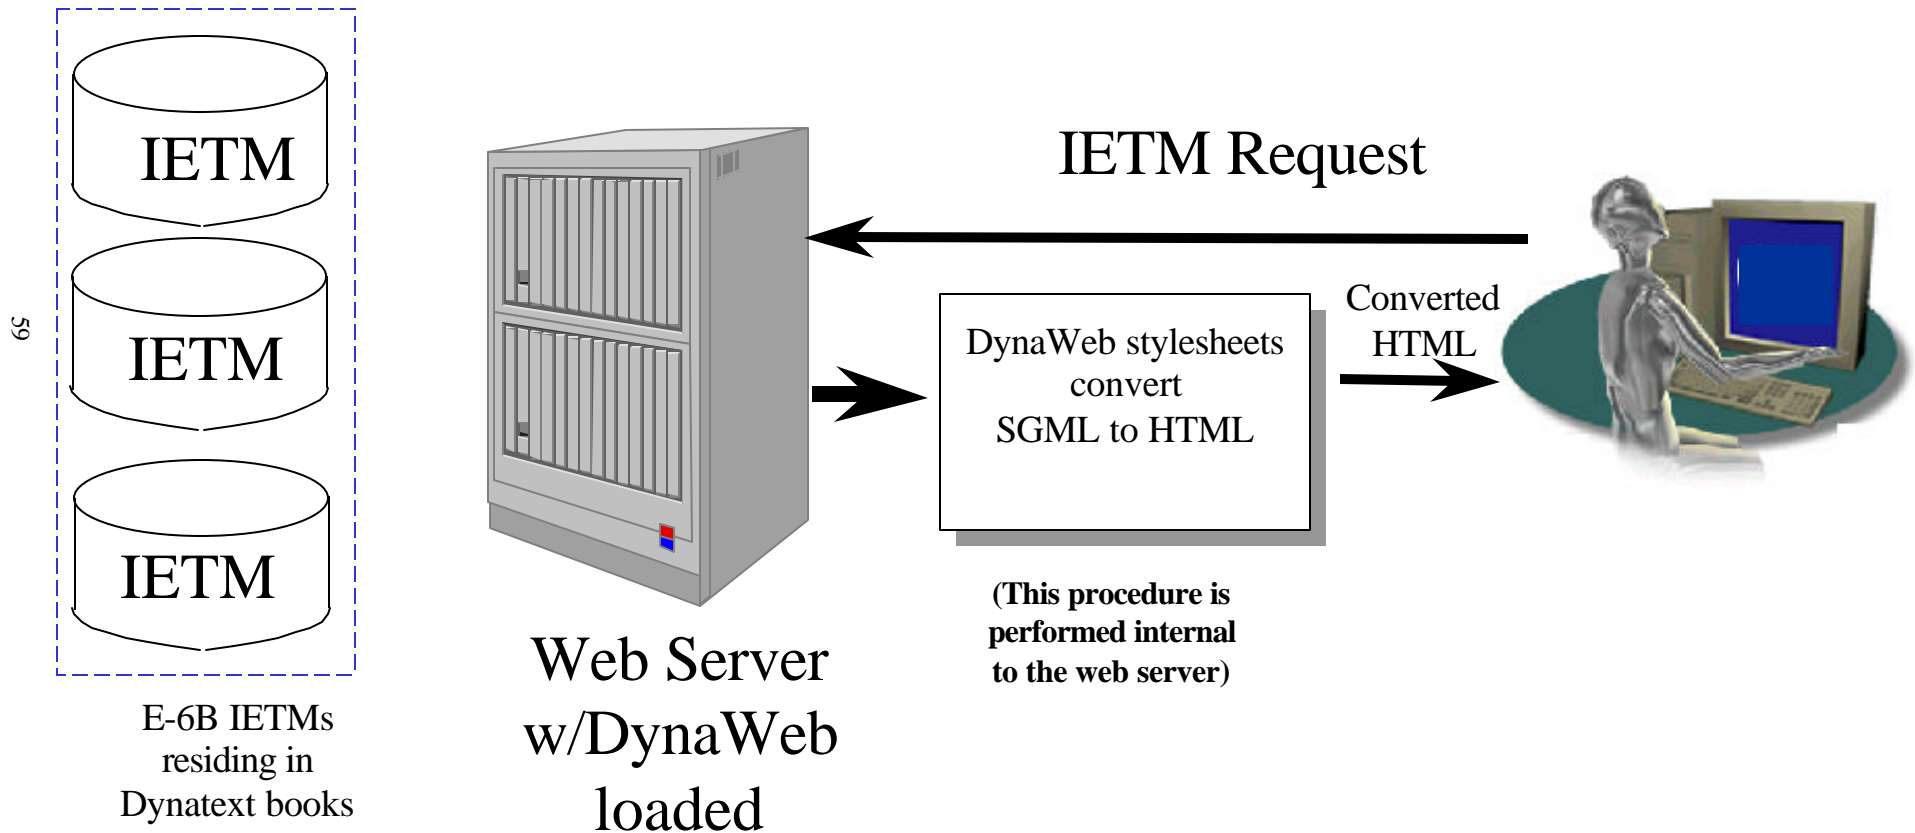 IETM
IETM
IETM
E-6B IETMs
residing in
Dynatext books
59
Web Server
w/DynaWeb
loaded
IETM Request
DynaWeb stylesheets
convert
SGML to HTML
(This procedure is
performed internal
to the web server)
Converted
HTML